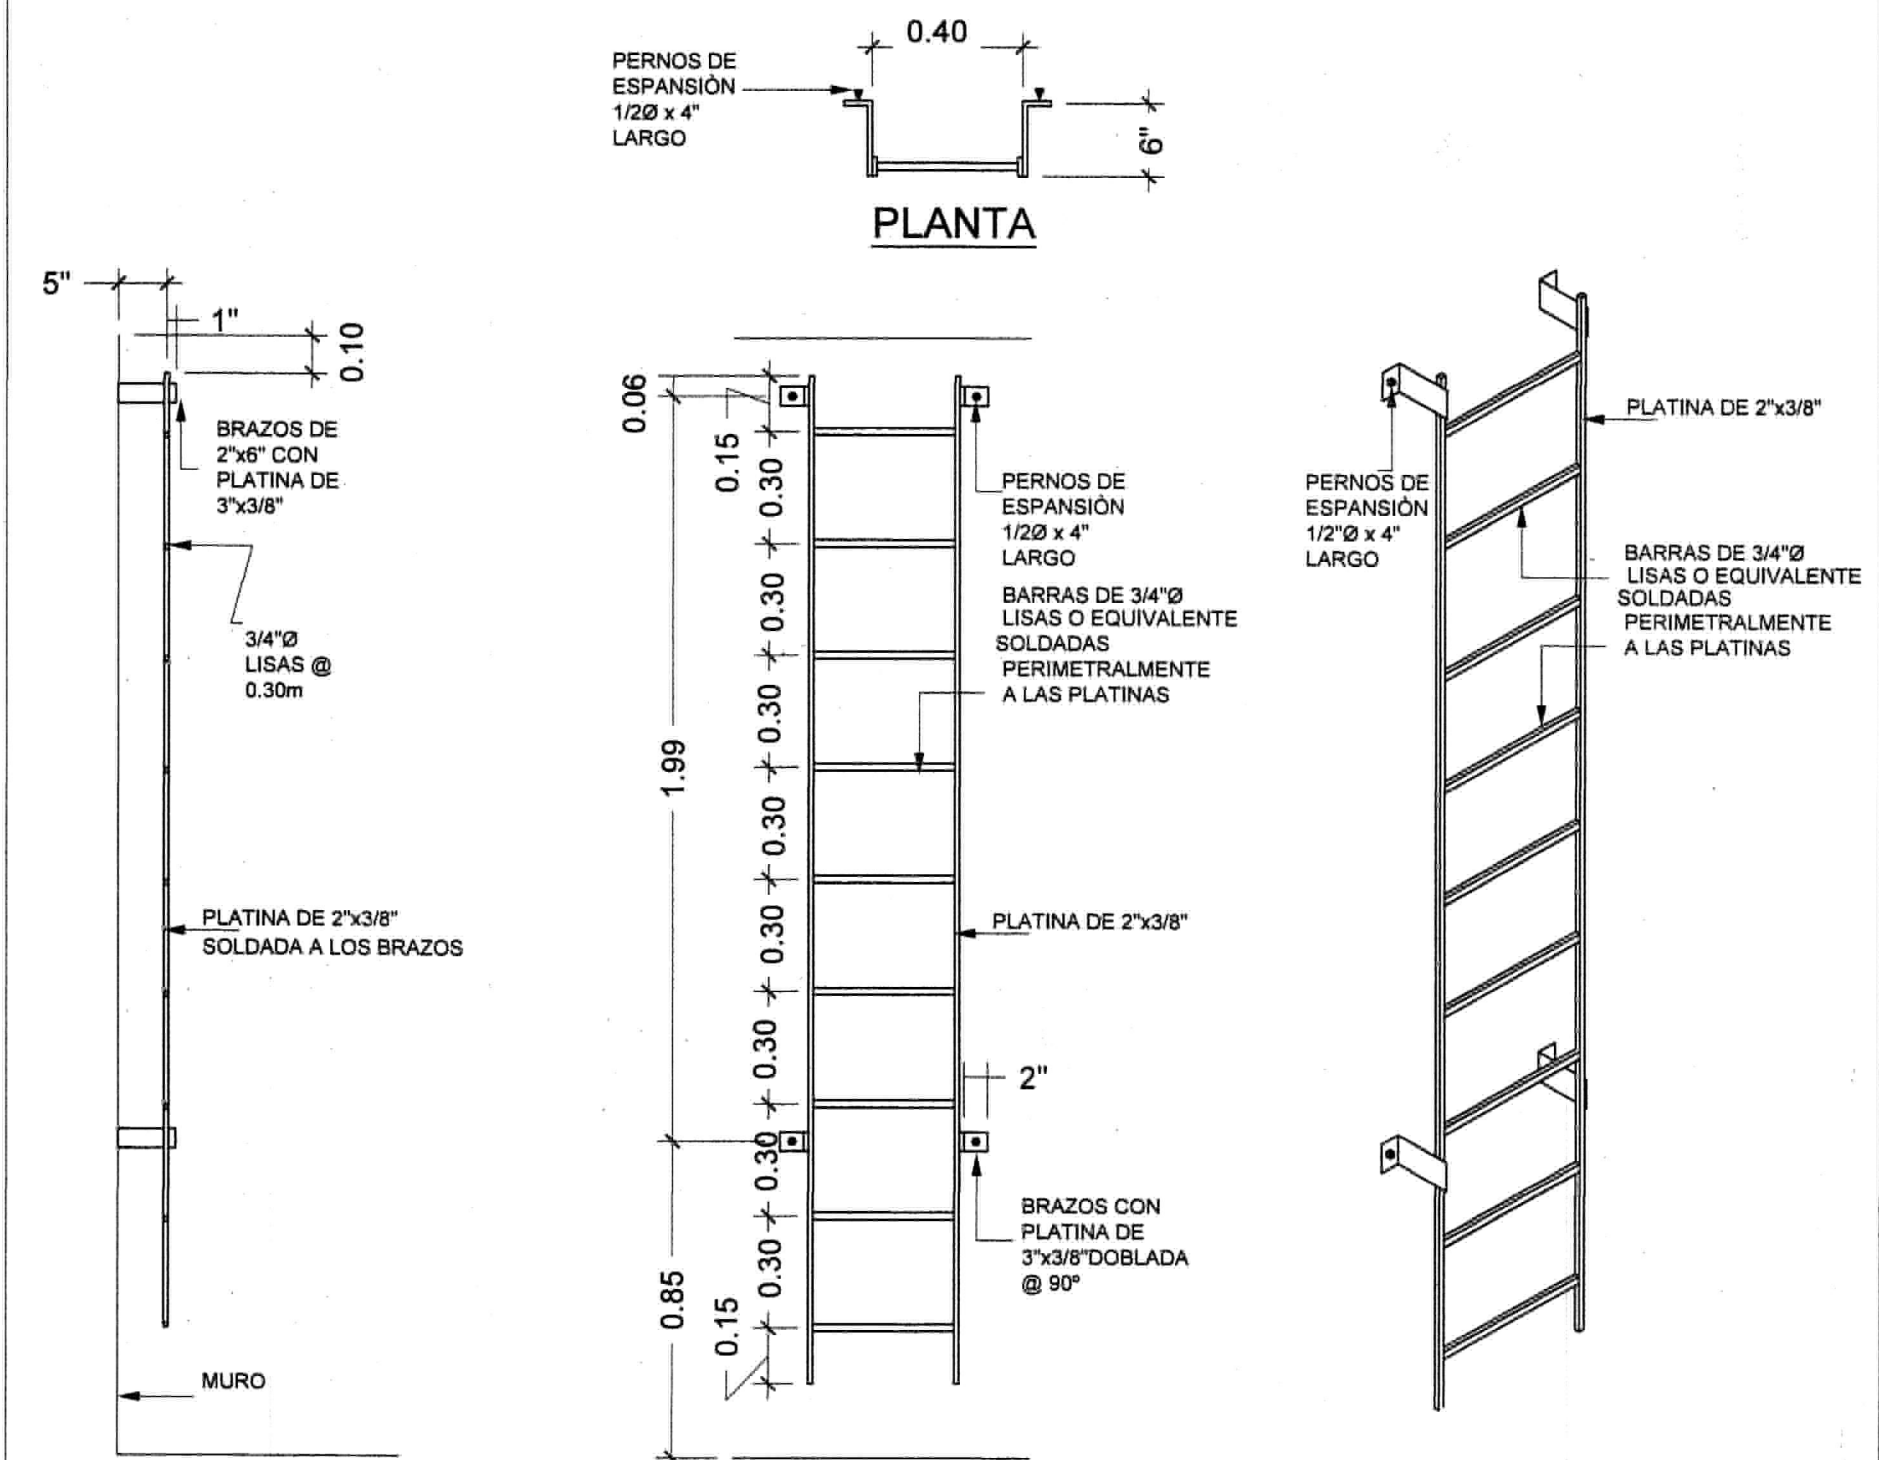 0.40
PERNOS DE
ESPANSIÒN
1/2Ø x 4"
LARGO
6"
PLANTA
5"
1"
0.10
BRAZOS DE
2"x6" CON
PLATINA DE
3"x3/8"
3/4"Ø
LISAS @
0.30m
PLATINA DE 2"x3/8"
SOLDADA A LOS BRAZOS
MURO
0.06
0.15
1.99
0.85
0.30
0.30
0.30
0.30
0.30
0.30
0.30
0.30
0.15
PERNOS DE
ESPANSIÒN
1/2Ø x 4"
LARGO
BARRAS DE 3/4"Ø
LISAS O EQUIVALENTE
SOLDADAS
PERIMETRALMENTE
A LAS PLATINAS
PLATINA DE 2"x3/8"
2"
BRAZOS CON
PLATINA DE
3"x3/8"DOBLADA
@ 90º
PLATINA DE 2"x3/8"
PERNOS DE
ESPANSIÒN
1/2"Ø x 4"
LARGO
BARRAS DE 3/4"Ø
LISAS O EQUIVALENTE
SOLDADAS
PERIMETRALMENTE
A LAS PLATINAS